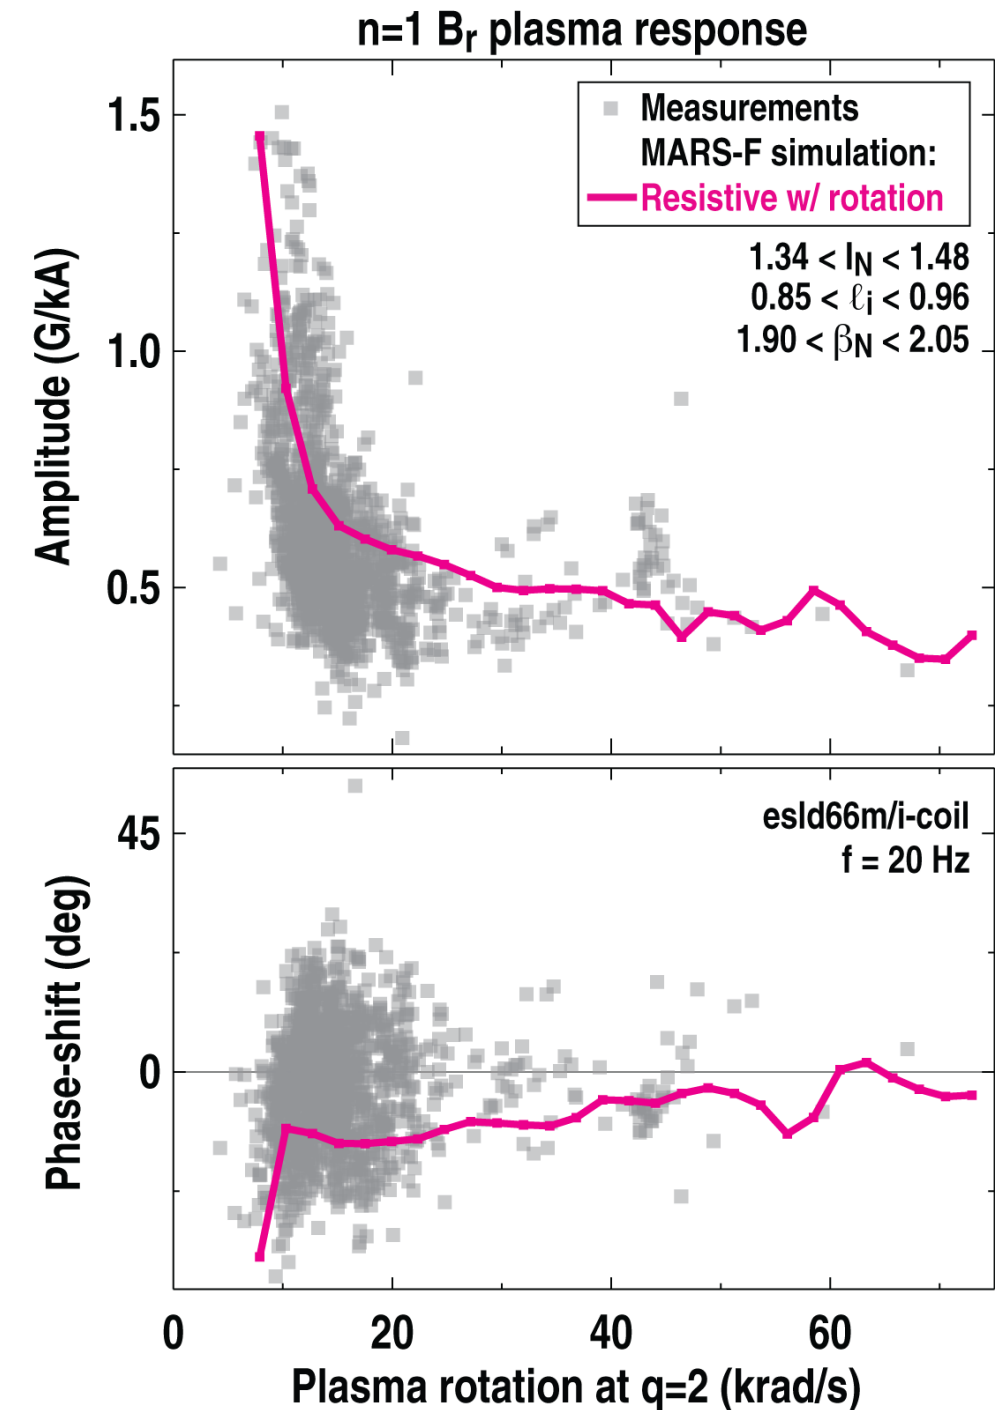 n=1 Br plasma response
1.5
1.0
0.5
Amplitude (G/kA)
Measurements
MARS-F simulation:
Resistive w/ rotation
1.34 < IN < 1.48
0.85 < ℓi < 0.96
1.90 < βN < 2.05
45
0
Phase-shift (deg)
esld66m/i-coil
f = 20 Hz
0 20 40 60
Plasma rotation at q=2 (krad/s)